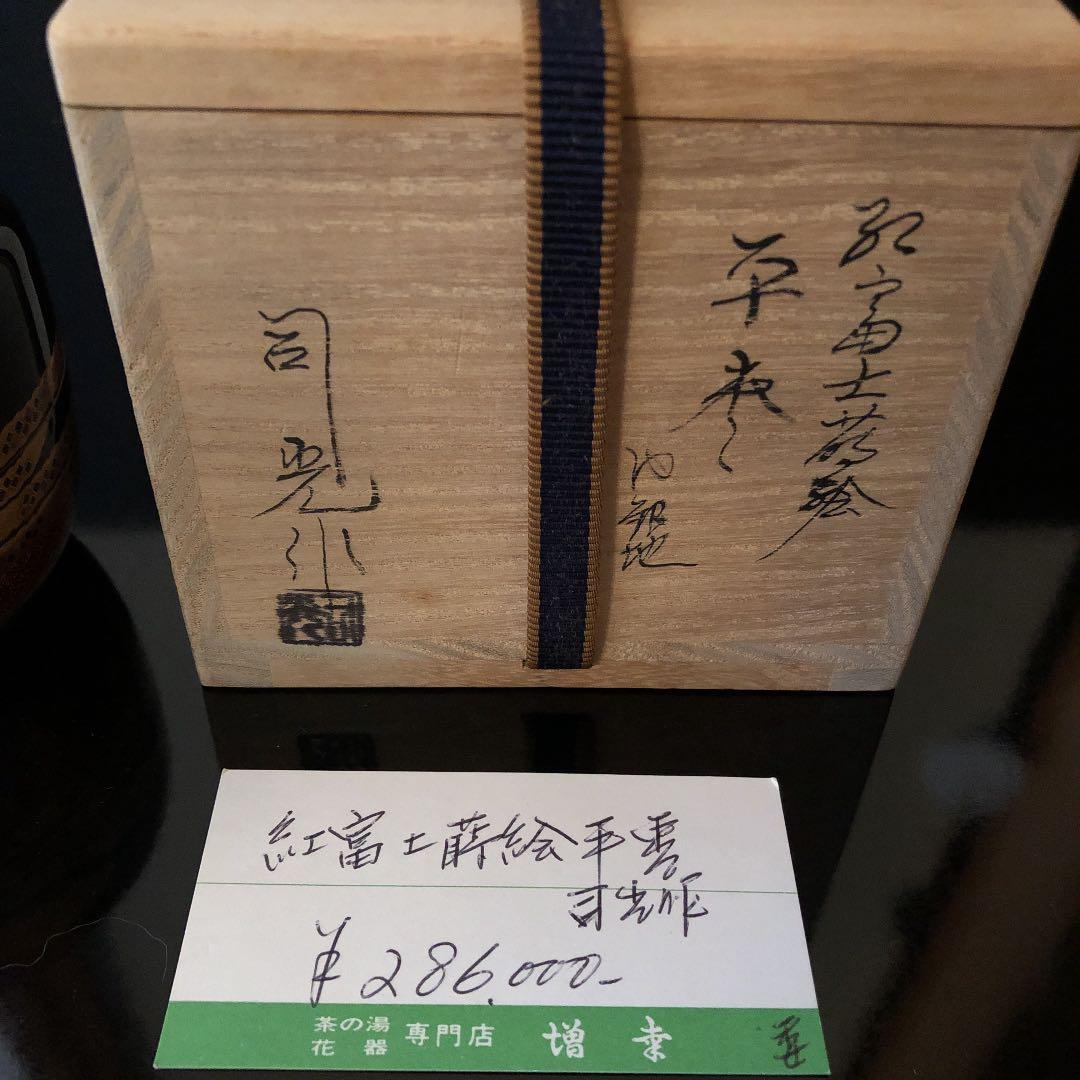 紅富士蒔絵
平棗
内銀地
司光作
紅富士蒔絵平棗
司光作
¥286,000-
茶の湯
花器
専門店
増幸